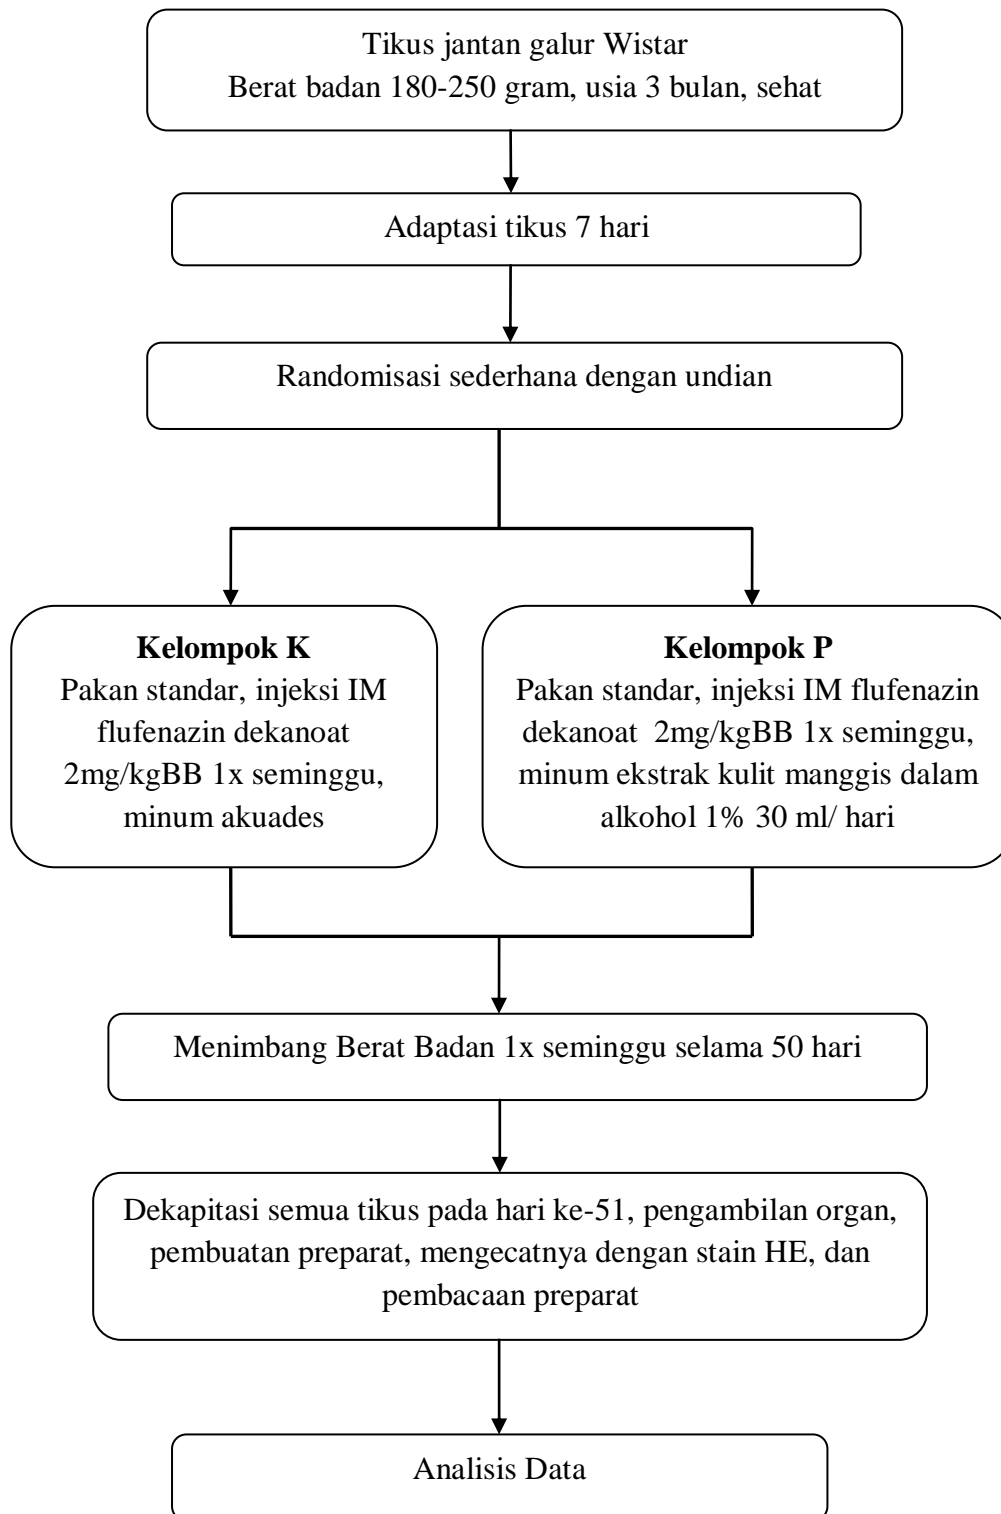 Tikus jantan galur Wistar
Berat badan 180-250 gram, usia 3 bulan, sehat
Adaptasi tikus 7 hari
Randomisasi sederhana dengan undian
Kelompok K
Pakan standar, injeksi IM
flufenazin dekanoat
2mg/kgBB 1x seminggu,
minum akuades
Kelompok P
Pakan standar, injeksi IM flufenazin
dekanoat 2mg/kgBB 1x seminggu,
minum ekstrak kulit manggis dalam
alkohol 1% 30 ml/ hari
Menimbang Berat Badan 1x seminggu selama 50 hari
Dekapitasi semua tikus pada hari ke-51, pengambilan organ,
pembuatan preparat, mengecatnya dengan stain HE, dan
pembacaan preparat
Analisis Data